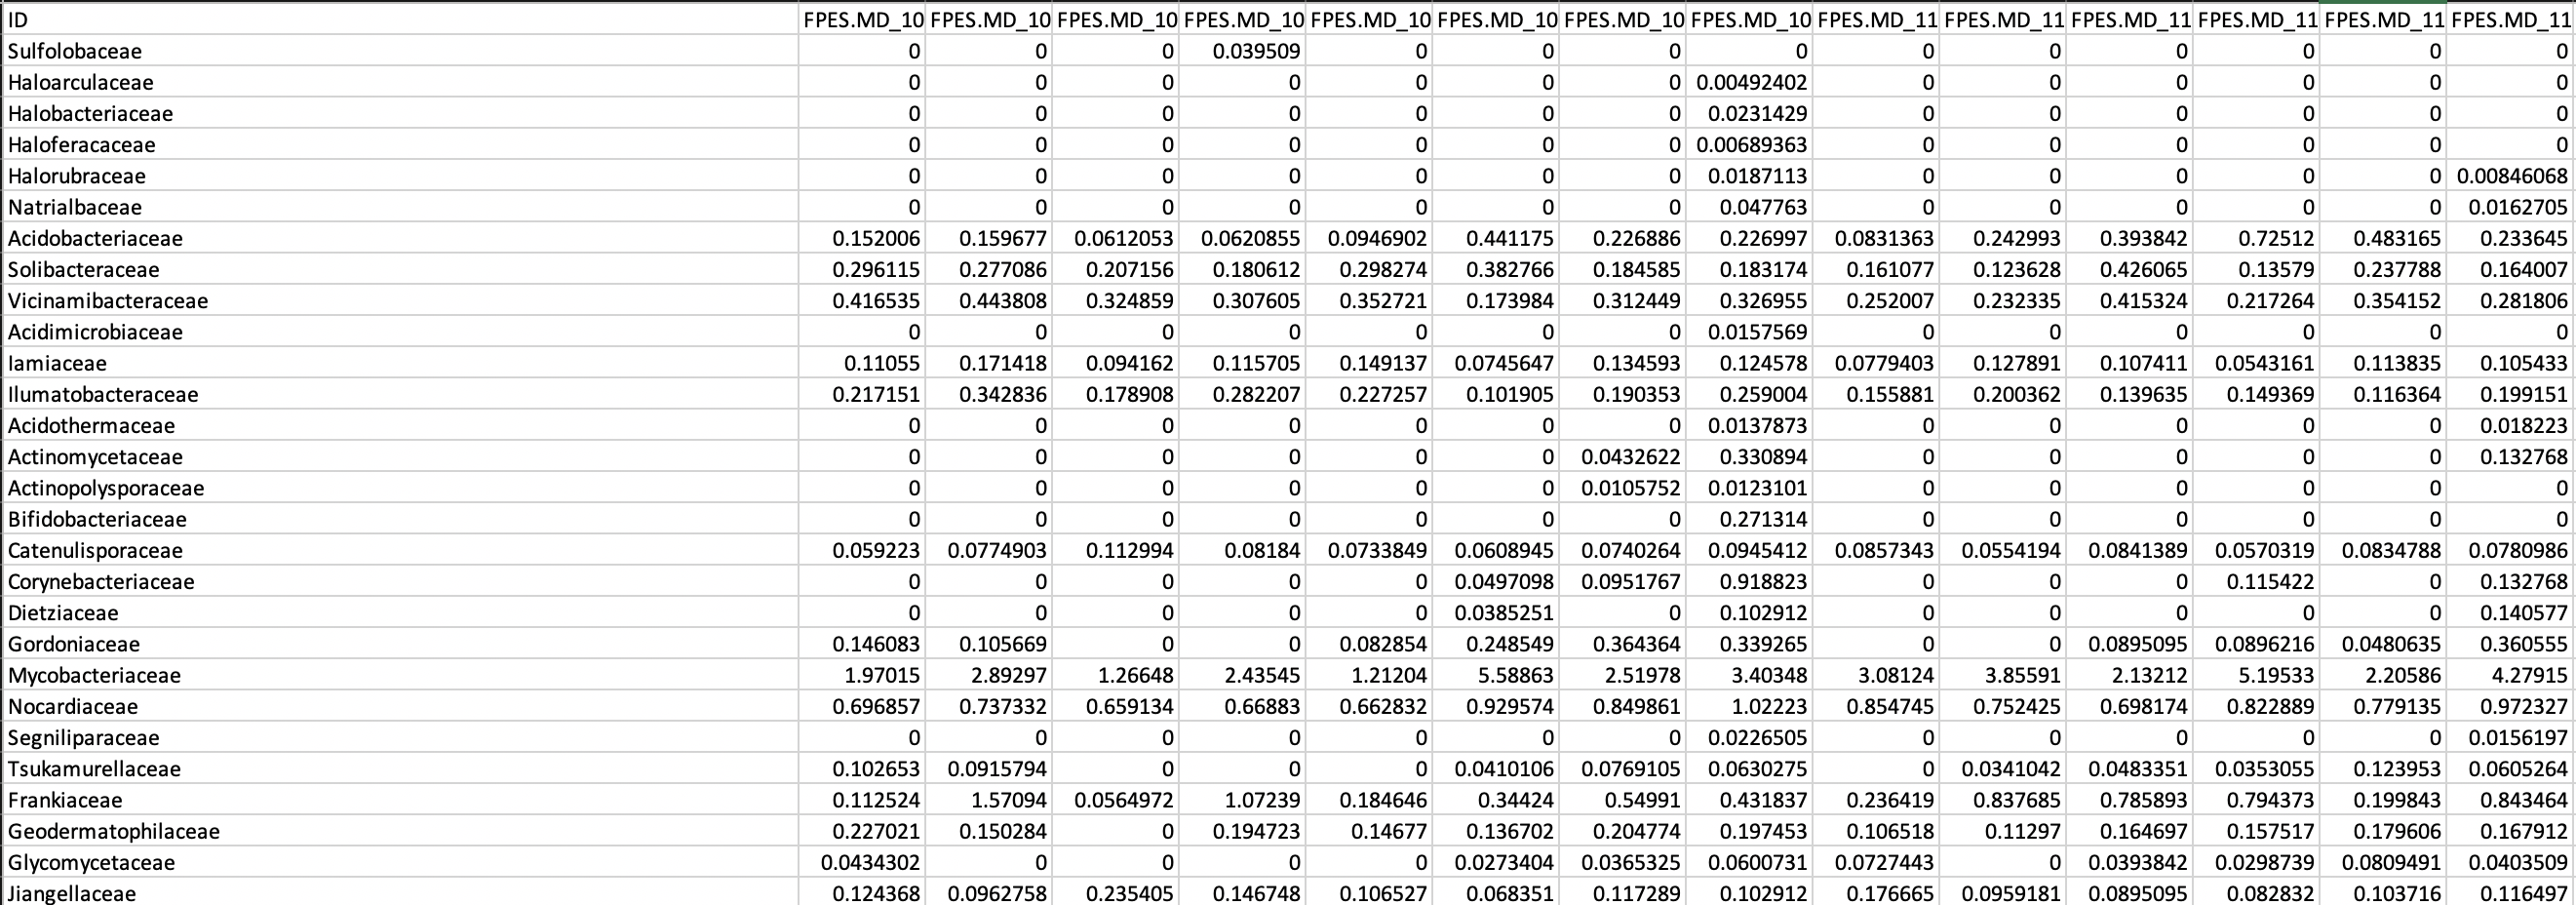 ID FPES.MD_10 FPES.MD_10 FPES.MD_10 FPES.MD_10 FPES.MD_10 FPES.MD_10 FPES.MD_10 FPES.MD_10 FPES.MD_11 FPES.MD_11 FPES.MD_11 FPES.MD_11 FPES.MD_11 FPES.MD_11
Sulfolobaceae 0 0 0 0.039509 0 0 0 0 0 0 0 0 0 0
Haloarculaceae 0 0 0 0 0 0 0 0.00492402 0 0 0 0 0 0
Halobacteriaceae 0 0 0 0 0 0 0 0.0231429 0 0 0 0 0 0
Haloferacaceae 0 0 0 0 0 0 0 0.00689363 0 0 0 0 0 0
Halorubraceae 0 0 0 0 0 0 0 0.0187113 0 0 0 0 0 0.00846068
Natrialbaceae 0 0 0 0 0 0 0 0.047763 0 0 0 0 0 0.0162705
Acidobacteriaceae 0.152006 0.159677 0.0612053 0.0620855 0.0946902 0.441175 0.226886 0.226997 0.0831363 0.242993 0.393842 0.72512 0.483165 0.233645
Solibacteraceae 0.296115 0.277086 0.207156 0.180612 0.298274 0.382766 0.184585 0.183174 0.161077 0.123628 0.426065 0.13579 0.237788 0.164007
Vicinamibacteraceae 0.416535 0.443808 0.324859 0.307605 0.352721 0.173984 0.312449 0.326955 0.252007 0.232335 0.415324 0.217264 0.354152 0.281806
Acidimicrobiaceae 0 0 0 0 0 0 0 0.0157569 0 0 0 0 0 0
Iamiaceae 0.11055 0.171418 0.094162 0.115705 0.149137 0.0745647 0.134593 0.124578 0.0779403 0.127891 0.107411 0.0543161 0.113835 0.105433
Ilumatobacteraceae 0.217151 0.342836 0.178908 0.282207 0.227257 0.101905 0.190353 0.259004 0.155881 0.200362 0.139635 0.149369 0.116364 0.199151
Acidothermaceae 0 0 0 0 0 0 0 0.0137873 0 0 0 0 0 0.018223
Actinomycetaceae 0 0 0 0 0 0 0.0432622 0.330894 0 0 0 0 0 0.132768
Actinopolysporaceae 0 0 0 0 0 0 0.0105752 0.0123101 0 0 0 0 0 0
Bifidobacteriaceae 0 0 0 0 0 0 0 0.271314 0 0 0 0 0 0
Catenulisporaceae 0.059223 0.0774903 0.112994 0.08184 0.0733849 0.0608945 0.0740264 0.0945412 0.0857343 0.0554194 0.0841389 0.0570319 0.0834788 0.0780986
Corynebacteriaceae 0 0 0 0 0 0.0497098 0.0951767 0.918823 0 0 0 0.115422 0 0.132768
Dietziaceae 0 0 0 0 0 0.0385251 0 0.102912 0 0 0 0 0 0.140577
Gordoniaceae 0.146083 0.105669 0 0 0.082854 0.248549 0.364364 0.339265 0 0 0.0895095 0.0896216 0.0480635 0.360555
Mycobacteriaceae 1.97015 2.89297 1.26648 2.43545 1.21204 5.58863 2.51978 3.40348 3.08124 3.85591 2.13212 5.19533 2.20586 4.27915
Nocardiaceae 0.696857 0.737332 0.659134 0.66883 0.662832 0.929574 0.849861 1.02223 0.854745 0.752425 0.698174 0.822889 0.779135 0.972327
Segniliparaceae 0 0 0 0 0 0 0 0.0226505 0 0 0 0 0 0.0156197
Tsukamurellaceae 0.102653 0.0915794 0 0 0 0.0410106 0.0769105 0.0630275 0 0.0341042 0.0483351 0.0353055 0.123953 0.0605264
Frankiaceae 0.112524 1.57094 0.0564972 1.07239 0.184646 0.34424 0.54991 0.431837 0.236419 0.837685 0.785893 0.794373 0.199843 0.843464
Geodermatophilaceae 0.227021 0.150284 0 0.194723 0.14677 0.136702 0.204774 0.197453 0.106518 0.11297 0.164697 0.157517 0.179606 0.167912
Glycomycetaceae 0.0434302 0 0 0 0 0.0273404 0.0365325 0.0600731 0.0727443 0 0.0393842 0.0298739 0.0809491 0.0403509
Jiangellaceae 0.124368 0.0962758 0.235405 0.146748 0.106527 0.068351 0.117289 0.102912 0.176665 0.0959181 0.0895095 0.082832 0.103716 0.116497